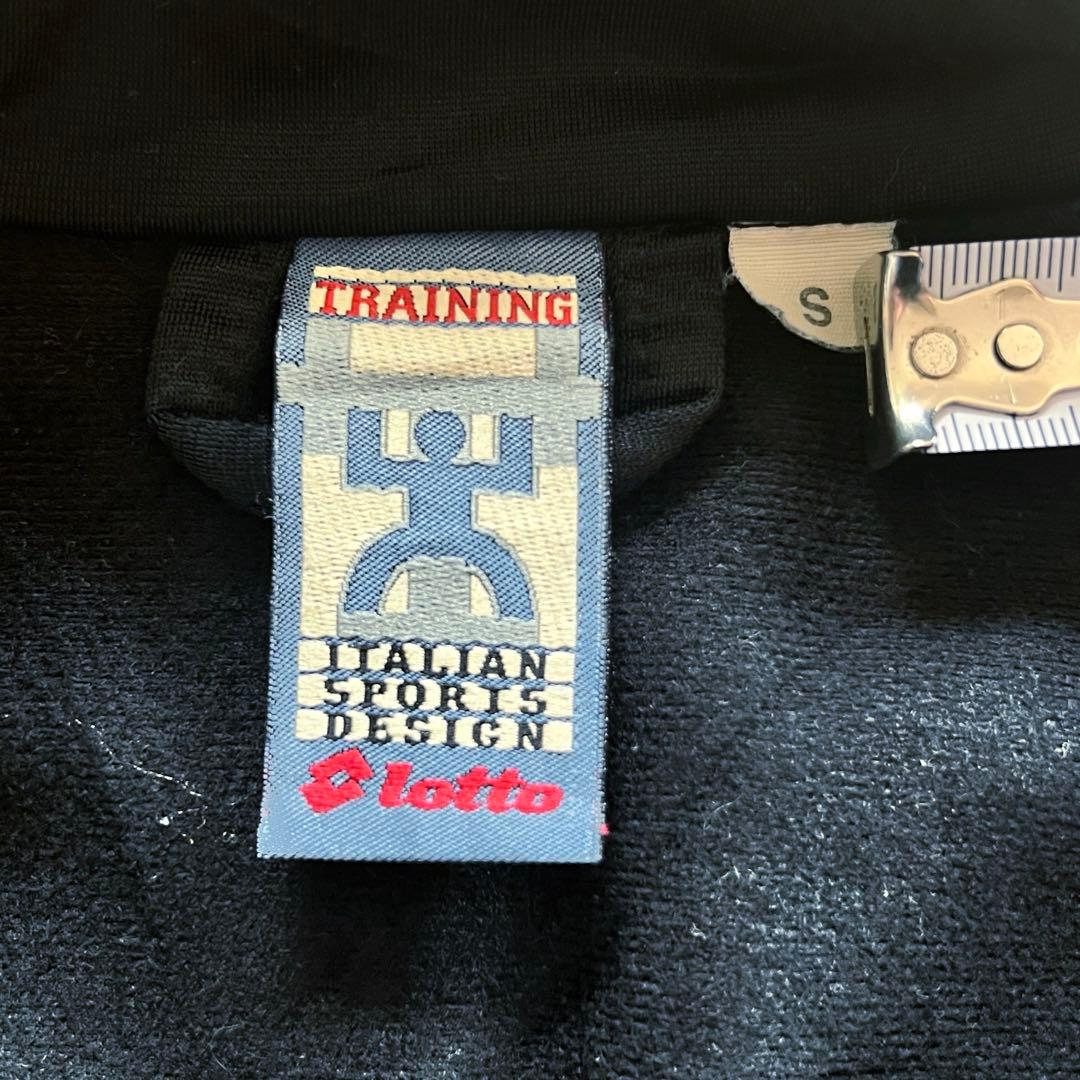 TRAINING
S
ITALIAN
SPORTS
DESIGN
lotto